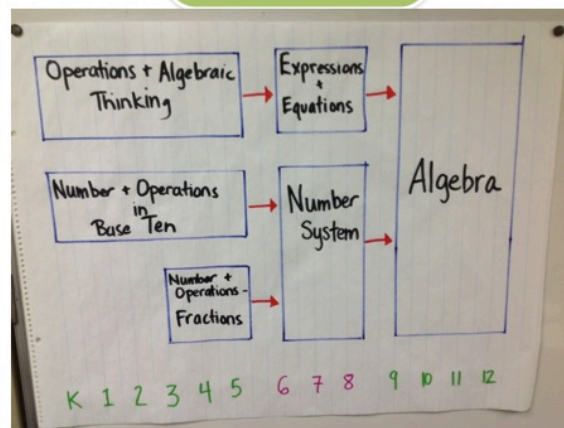 Operations + Algebraic
Thinking
Expressions
+
Equations
Algebra
Number + Operations
in
Base Ten
Number
System
Number +
Operations -
Fractions
K 1 2 3 4 5 6 7 8 9 10 11 12